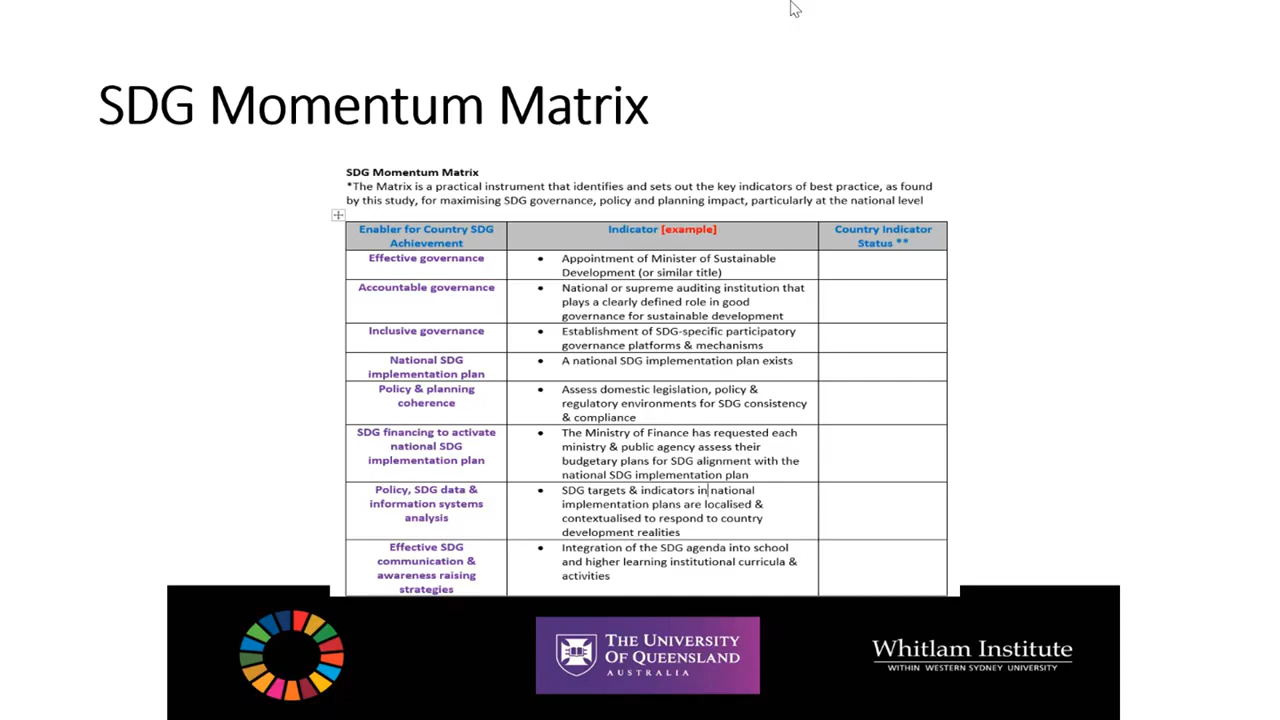 SDG Momentum Matrix
SDG Momentum Matrix
*The Matrix is a practical instrument that identifies and sets out the key indicators of best practice, as found
by this study, for maximising SDG governance, policy and planning impact, particularly at the national level
Enabler for Country SDG
Achievement
Indicator [example]
Country Indicator
Status **
Effective governance
• Appointment of Minister of Sustainable
Development (or similar title)
Accountable governance
• National or supreme auditing institution that
plays a clearly defined role in good
governance for sustainable development
Inclusive governance
• Establishment of SDG-specific participatory
governance platforms & mechanisms
National SDG
implementation plan
• A national SDG implementation plan exists
Policy & planning
coherence
• Assess domestic legislation, policy &
regulatory environments for SDG consistency
& compliance
SDG financing to activate
national SDG
implementation plan
• The Ministry of Finance has requested each
ministry & public agency assess their
budgetary plans for SDG alignment with the
national SDG implementation plan
Policy, SDG data &
information systems
analysis
• SDG targets & indicators in national
implementation plans are localised &
contextualised to respond to country
development realities
Effective SDG
communication &
awareness raising
strategies
• Integration of the SDG agenda into school
and higher learning institutional curricula &
activities
THE UNIVERSITY
OF QUEENSLAND
AUSTRALIA
Whitlam Institute
WITHIN WESTERN SYDNEY UNIVERSITY